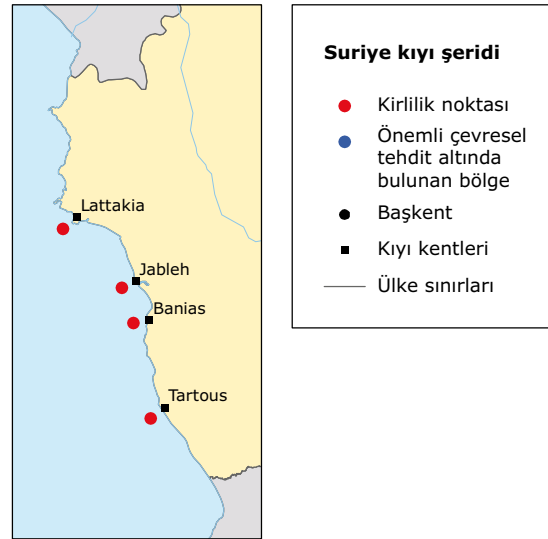 Lattakia
Jableh
Banias
Tartous
Suriye kıyı şeridi
Kirlilik noktası
Önemli çevresel
tehdit altında
bulunan bölge
Başkent
Kıyı kentleri
Ülke sınırları